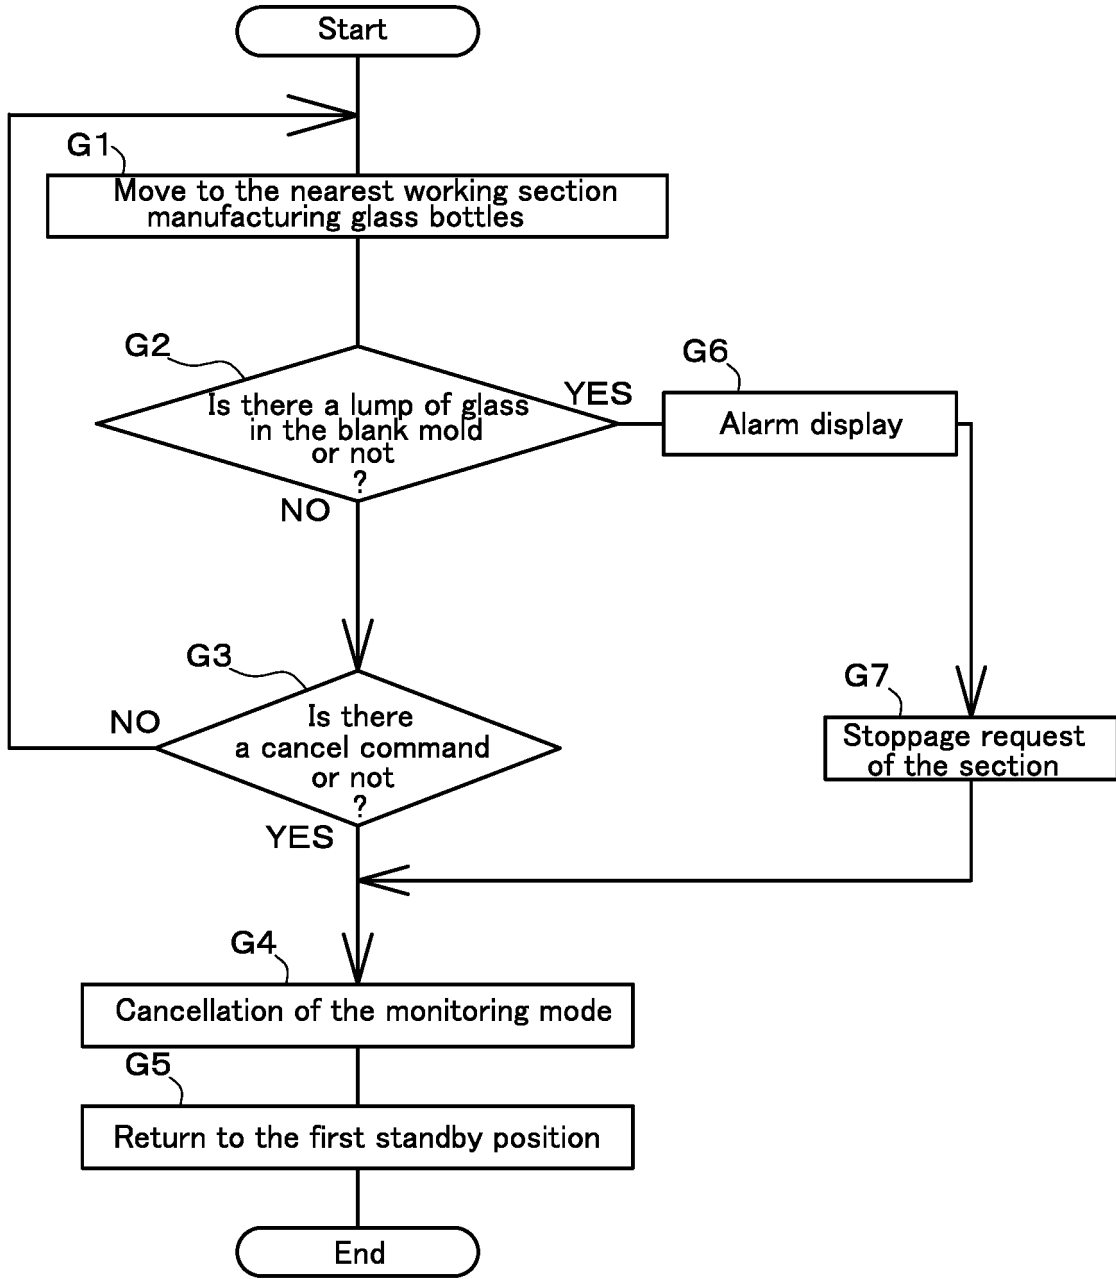 Start
G1
Move to the nearest working section
manufacturing glass bottles
G2
Is there a lump of glass
in the blank mold
or not
?
YES
NO
G6
Alarm display
G3
Is there
a cancel command
or not
?
NO
YES
G7
Stoppage request
of the section
G4
Cancellation of the monitoring mode
G5
Return to the first standby position
End